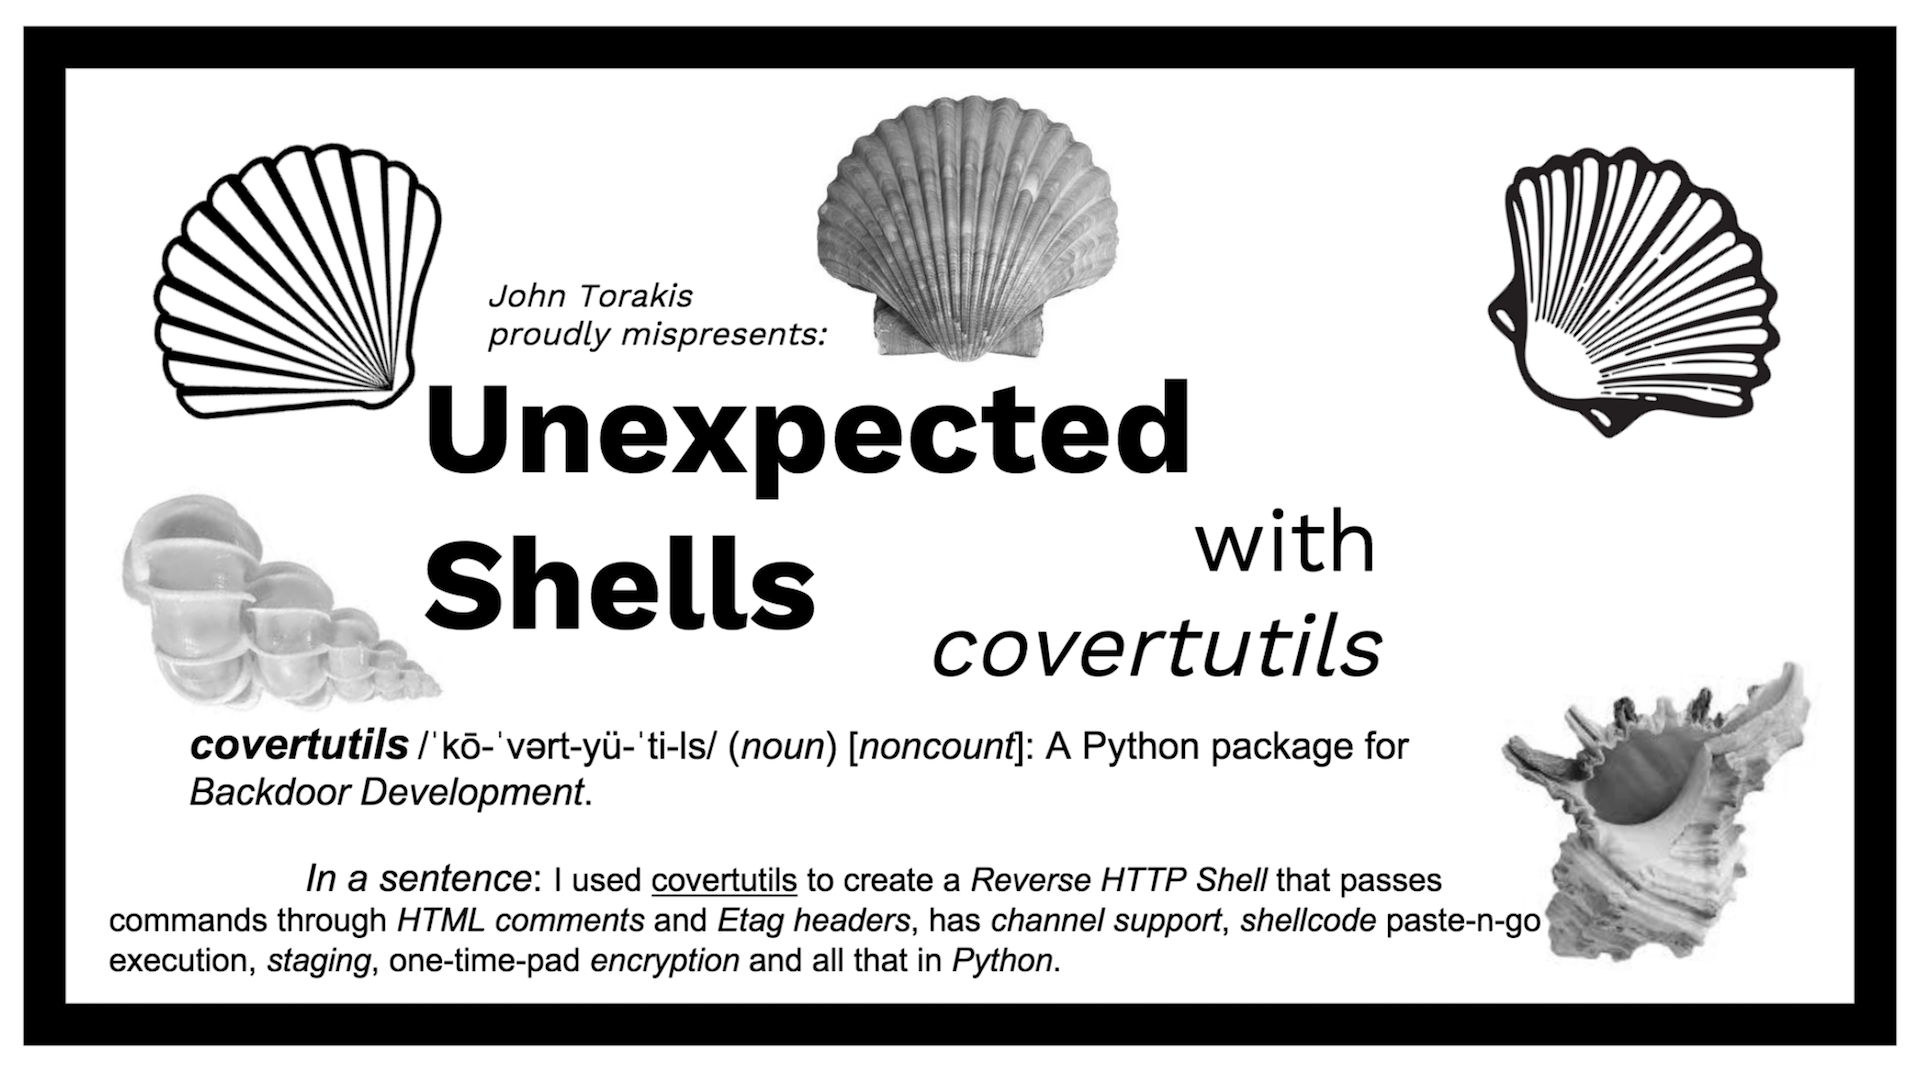 John Torakis
proudly mispresents:
Unexpected
Shells
with
covertutils
covertutils /ˈkō-ˈvərt-yü-ˈti-ls/ (noun) [noncount]: A Python package for
Backdoor Development.
In a sentence: I used covertutils to create a Reverse HTTP Shell that passes
commands through HTML comments and Etag headers, has channel support, shellcode paste-n-go
execution, staging, one-time-pad encryption and all that in Python.